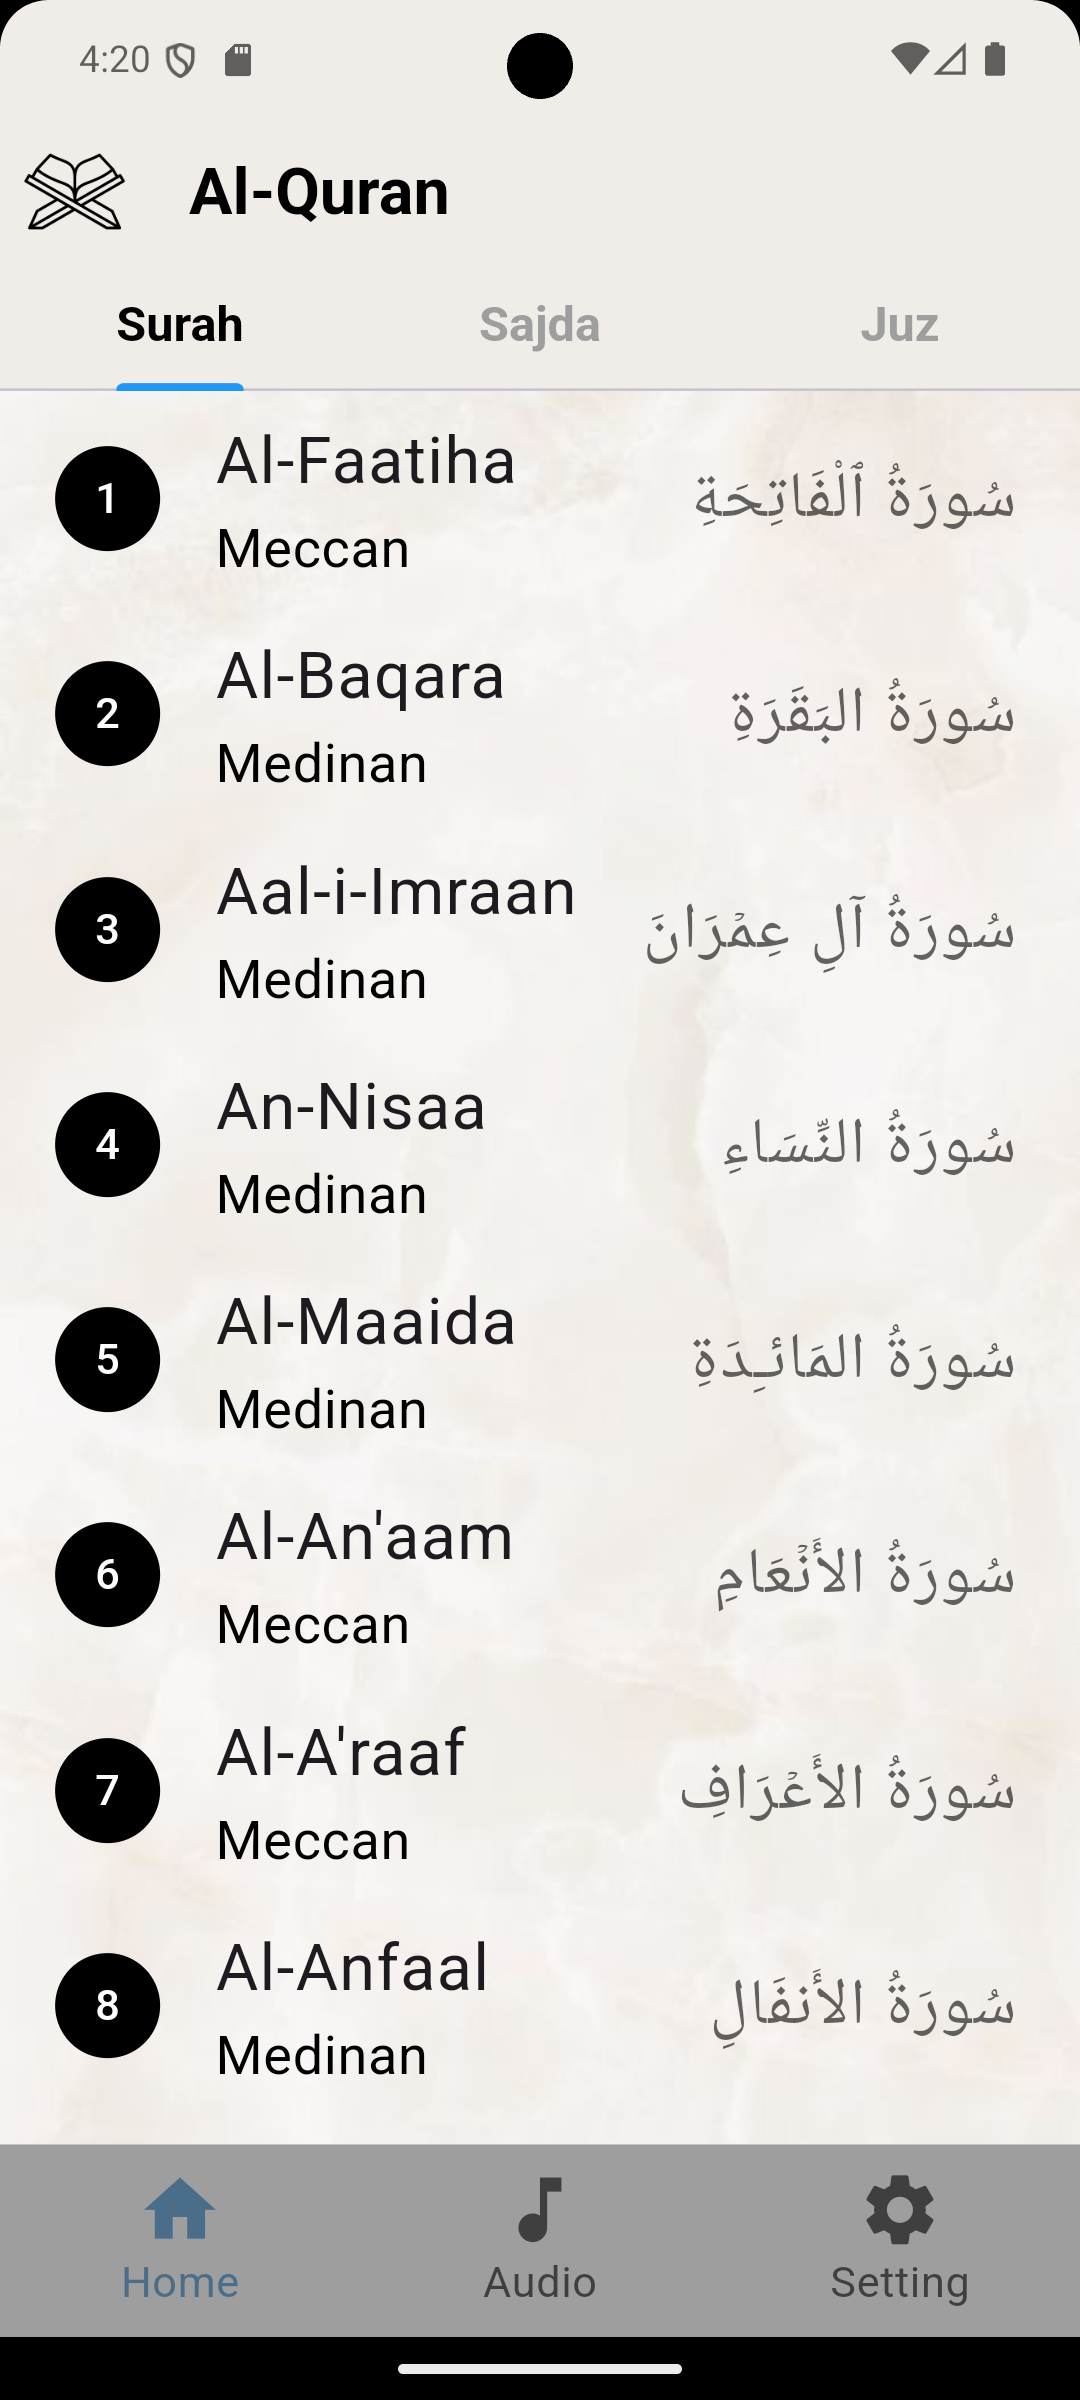 4:20
Al-Quran
Surah Sajda Juz
1
Al-Faatiha
Meccan
سُورَةُ ٱلْفَاتِحَةِ
2
Al-Baqara
Medinan
سُورَةُ البَقَرَةِ
3
Aal-i-Imraan
Medinan
سُورَةُ آلِ عِمۡرَانَ
4
An-Nisaa
Medinan
سُورَةُ النِّسَاءِ
5
Al-Maaida
Medinan
سُورَةُ المَائـِدَةِ
6
Al-An'aam
Meccan
سُورَةُ الأَنۡعَامِ
7
Al-A'raaf
Meccan
سُورَةُ الأَعۡرَافِ
8
Al-Anfaal
Medinan
سُورَةُ الأَنفَالِ
Home Audio Setting